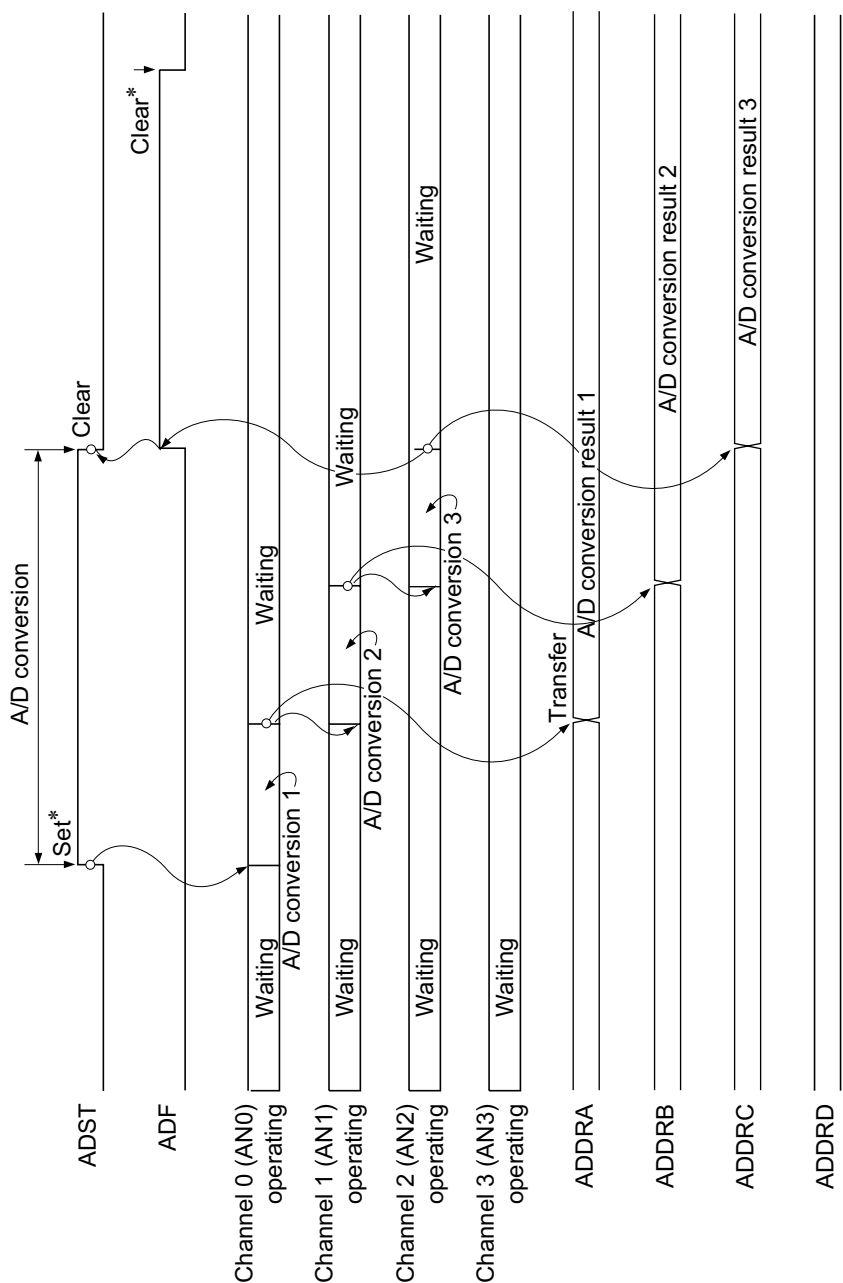 A/D conversion
Set*
Clear
Clear*
ADST
ADF
Channel 0 (AN0)
operating
Waiting
A/D conversion 1
Waiting
Channel 1 (AN1)
operating
Waiting
A/D conversion 2
Waiting
Channel 2 (AN2)
operating
Waiting
A/D conversion 3
Waiting
Channel 3 (AN3)
operating
Waiting
Transfer
ADDRA
A/D conversion result 1
ADDRB
A/D conversion result 2
ADDRC
A/D conversion result 3
ADDRD